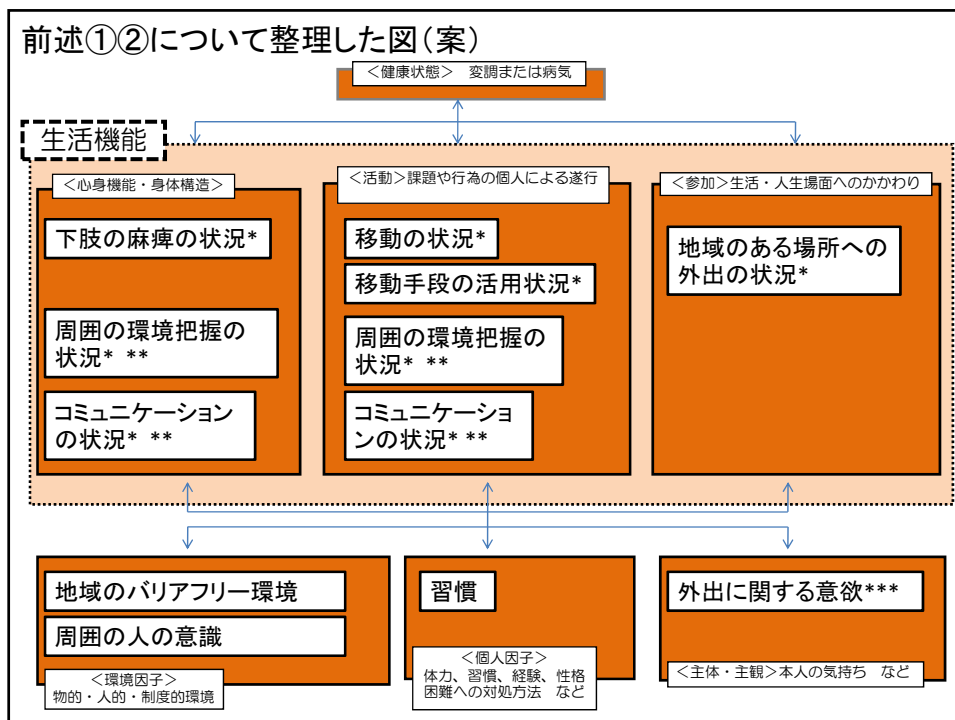 前述①②について整理した図(案)
＜健康状態＞　変調または病気
生活機能
＜心身機能・身体構造＞
下肢の麻痺の状況*
周囲の環境把握の
状況* **
コミュニケーション
の状況* **
＜活動＞課題や行為の個人による遂行
移動の状況*
移動手段の活用状況*
周囲の環境把握の
状況* **
コミュニケーショ
ンの状況* **
＜参加＞生活・人生場面へのかかわり
地域のある場所への
外出の状況*
地域のバリアフリー環境
周囲の人の意識
＜環境因子＞
物的・人的・制度的環境
習慣
＜個人因子＞
体力、習慣、経験、性格
困難への対処方法　など
外出に関する意欲***
＜主体・主観＞本人の気持ち　など